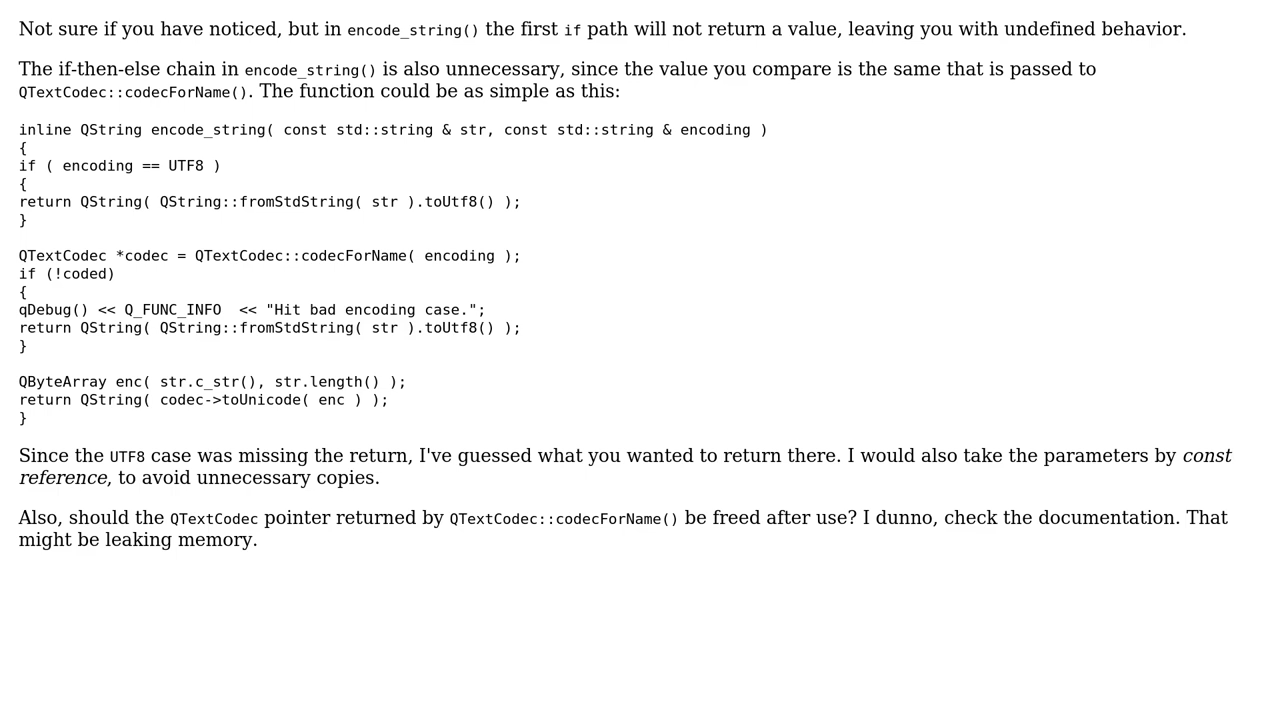 Not sure if you have noticed, but in encode_string() the first if path will not return a value, leaving you with undefined behavior.
The if-then-else chain in encode_string() is also unnecessary, since the value you compare is the same that is passed to
QTextCodec::codecForName(). The function could be as simple as this:
inline QString encode_string( const std::string & str, const std::string & encoding )
{
if ( encoding == UTF8 )
{
return QString( QString::fromStdString( str ).toUtf8() );
}
QTextCodec *codec = QTextCodec::codecForName( encoding );
if (!coded)
{
qDebug() << Q_FUNC_INFO  << "Hit bad encoding case.";
return QString( QString::fromStdString( str ).toUtf8() );
}
QByteArray enc( str.c_str(), str.length() );
return QString( codec->toUnicode( enc ) );
}
Since the UTF8 case was missing the return, I've guessed what you wanted to return there. I would also take the parameters by const
reference, to avoid unnecessary copies.
Also, should the QTextCodec pointer returned by QTextCodec::codecForName() be freed after use? I dunno, check the documentation. That
might be leaking memory.